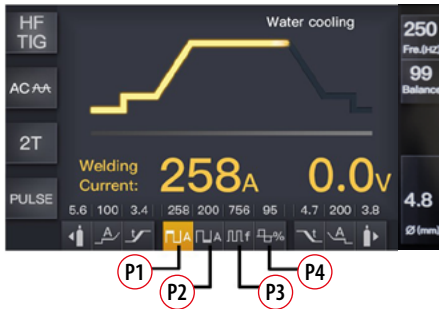 HF
TIG
Water cooling
250
Fre.(HZ)
AC
99
Balance
2T
Welding
Current:
258A
0.0V
PULSE
4.8
Ø (mm)
5.6 100 3.4 258 200 756 95 4.7 200 3.8
A t A A f % t A
P1
P2
P3
P4